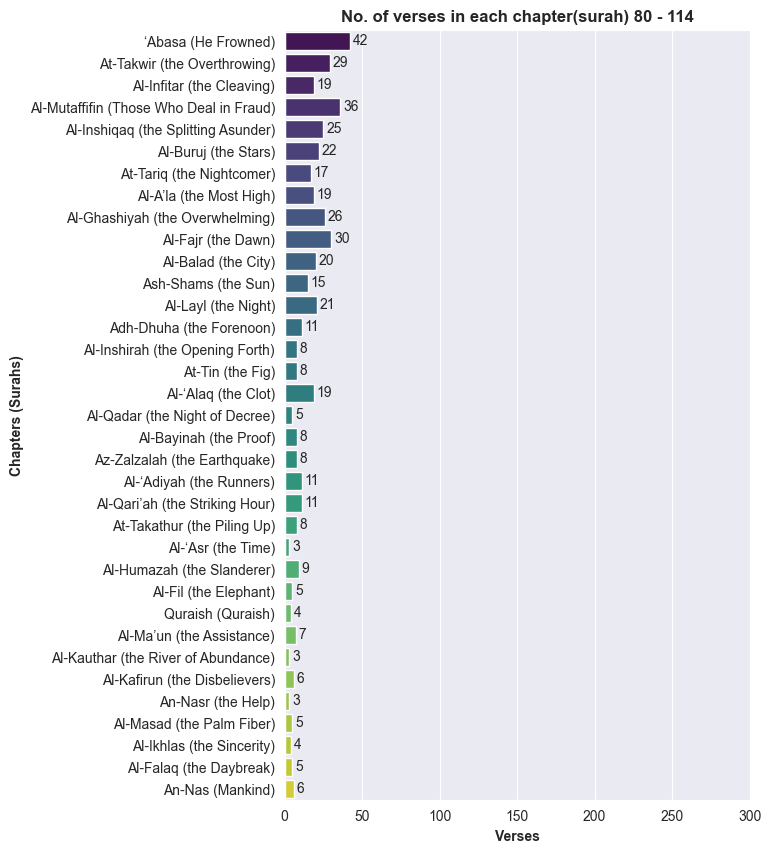 No. of verses in each chapter(surah) 80 - 114
Chapters (Surahs)
‘Abasa (He Frowned) 42
At-Takwir (the Overthrowing) 29
Al-Infitar (the Cleaving) 19
Al-Mutaffifin (Those Who Deal in Fraud) 36
Al-Inshiqaq (the Splitting Asunder) 25
Al-Buruj (the Stars) 22
At-Tariq (the Nightcomer) 17
Al-A’la (the Most High) 19
Al-Ghashiyah (the Overwhelming) 26
Al-Fajr (the Dawn) 30
Al-Balad (the City) 20
Ash-Shams (the Sun) 15
Al-Layl (the Night) 21
Adh-Dhuha (the Forenoon) 11
Al-Inshirah (the Opening Forth) 8
At-Tin (the Fig) 8
Al-‘Alaq (the Clot) 19
Al-Qadar (the Night of Decree) 5
Al-Bayinah (the Proof) 8
Az-Zalzalah (the Earthquake) 8
Al-‘Adiyah (the Runners) 11
Al-Qari’ah (the Striking Hour) 11
At-Takathur (the Piling Up) 8
Al-‘Asr (the Time) 3
Al-Humazah (the Slanderer) 9
Al-Fil (the Elephant) 5
Quraish (Quraish) 4
Al-Ma’un (the Assistance) 7
Al-Kauthar (the River of Abundance) 3
Al-Kafirun (the Disbelievers) 6
An-Nasr (the Help) 3
Al-Masad (the Palm Fiber) 5
Al-Ikhlas (the Sincerity) 4
Al-Falaq (the Daybreak) 5
An-Nas (Mankind) 6
0 50 100 150 200 250 300
Verses